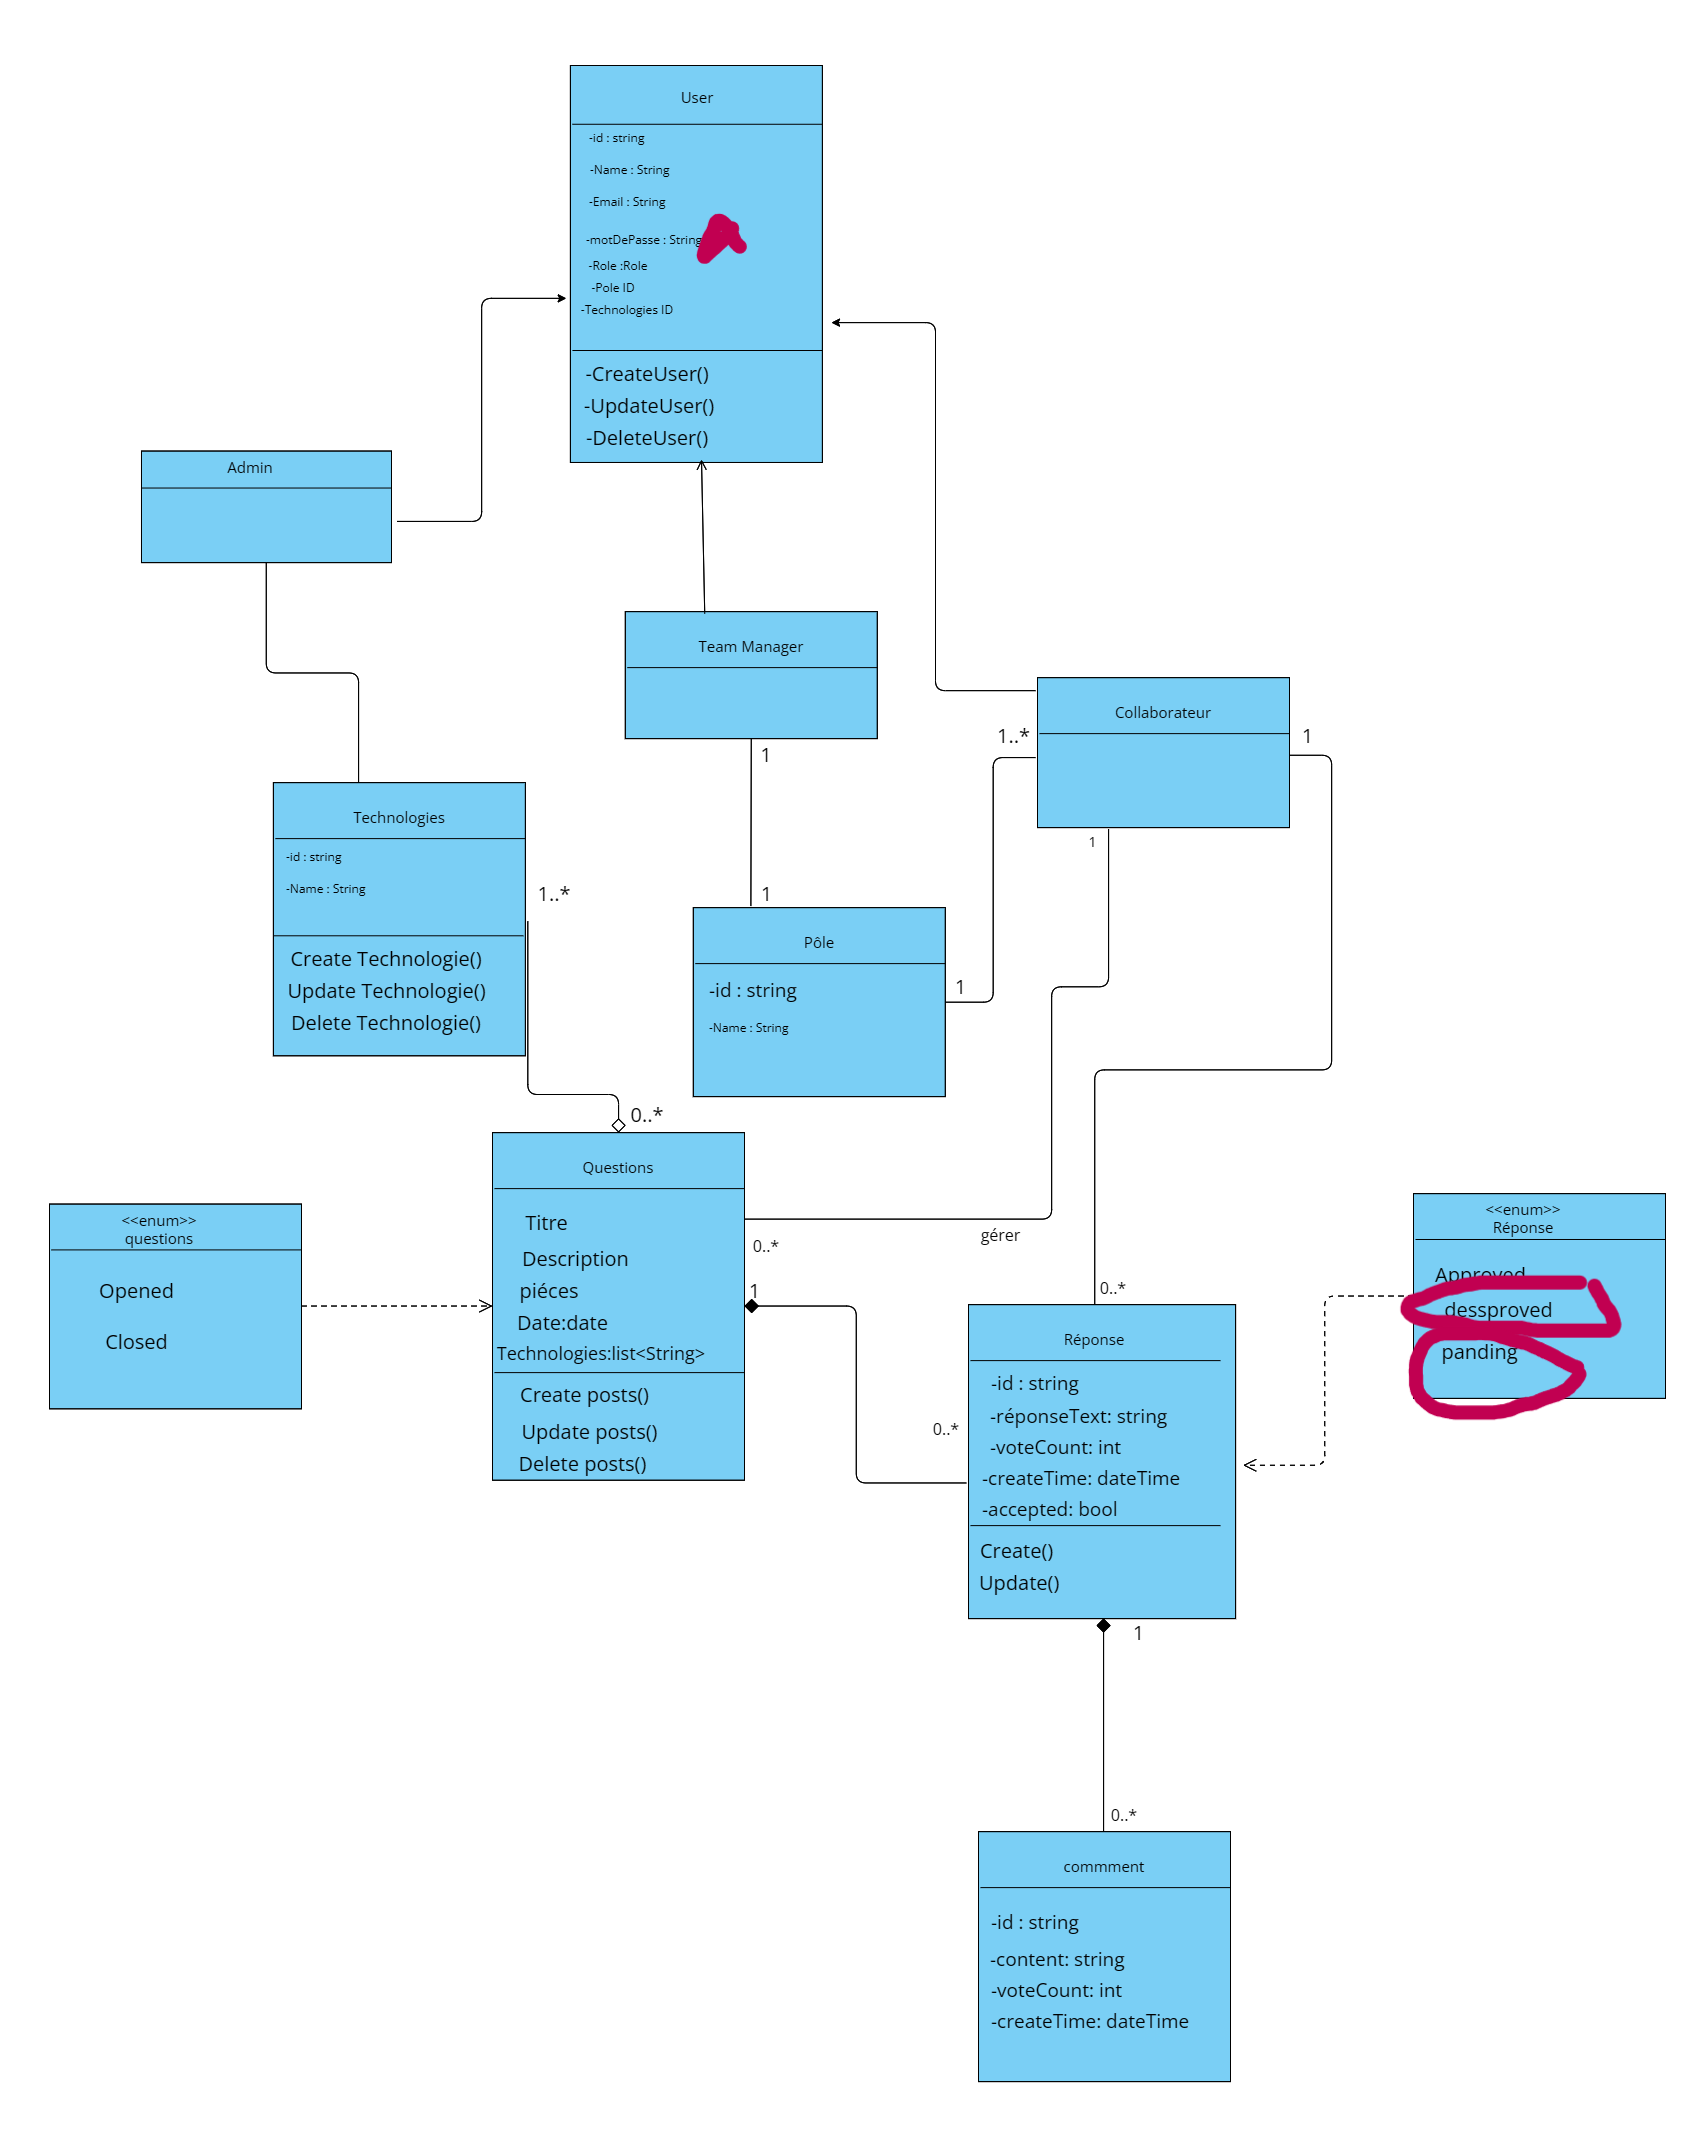 User
-id : string
-Name : String
-Email : String
-motDePasse : String
-Role :Role
-Pole ID
-Technologies ID
-CreateUser()
-UpdateUser()
-DeleteUser()
Admin
Team Manager
Collaborateur
1..*
1
1
1
Technologies
-id : string
-Name : String
Create Technologie()
Update Technologie()
Delete Technologie()
1..*
1
Pôle
-id : string
-Name : String
1
0..*
Questions
Titre
Description
piéces
Date:date
Technologies:list<String>
Create posts()
Update posts()
Delete posts()
<<enum>>
questions
Opened
Closed
gérer
0..*
1
0..*
0..*
<<enum>>
Réponse
Approved
dessproved
panding
Réponse
-id : string
-réponseText: string
-voteCount: int
-createTime: dateTime
-accepted: bool
Create()
Update()
1
0..*
commment
-id : string
-content: string
-voteCount: int
-createTime: dateTime